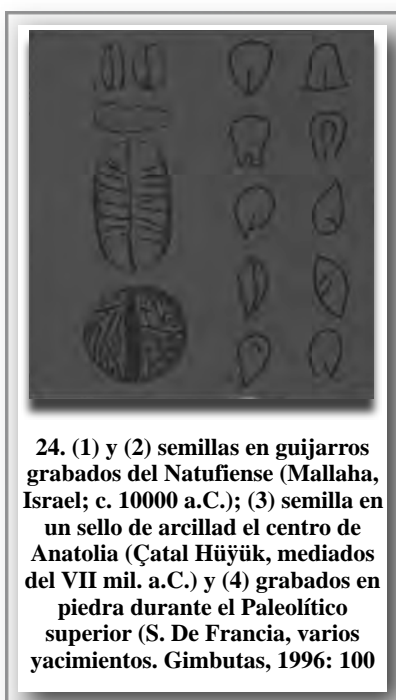 24. (1) y (2) semillas en guijarros
grabados del Natufiense (Mallaha,
Israel; c. 10000 a.C.); (3) semilla en
un sello de arcillad el centro de
Anatolia (Çatal Hüÿük, mediados
del VII mil. a.C.) y (4) grabados en
piedra durante el Paleolítico
superior (S. De Francia, varios
yacimientos. Gimbutas, 1996: 100